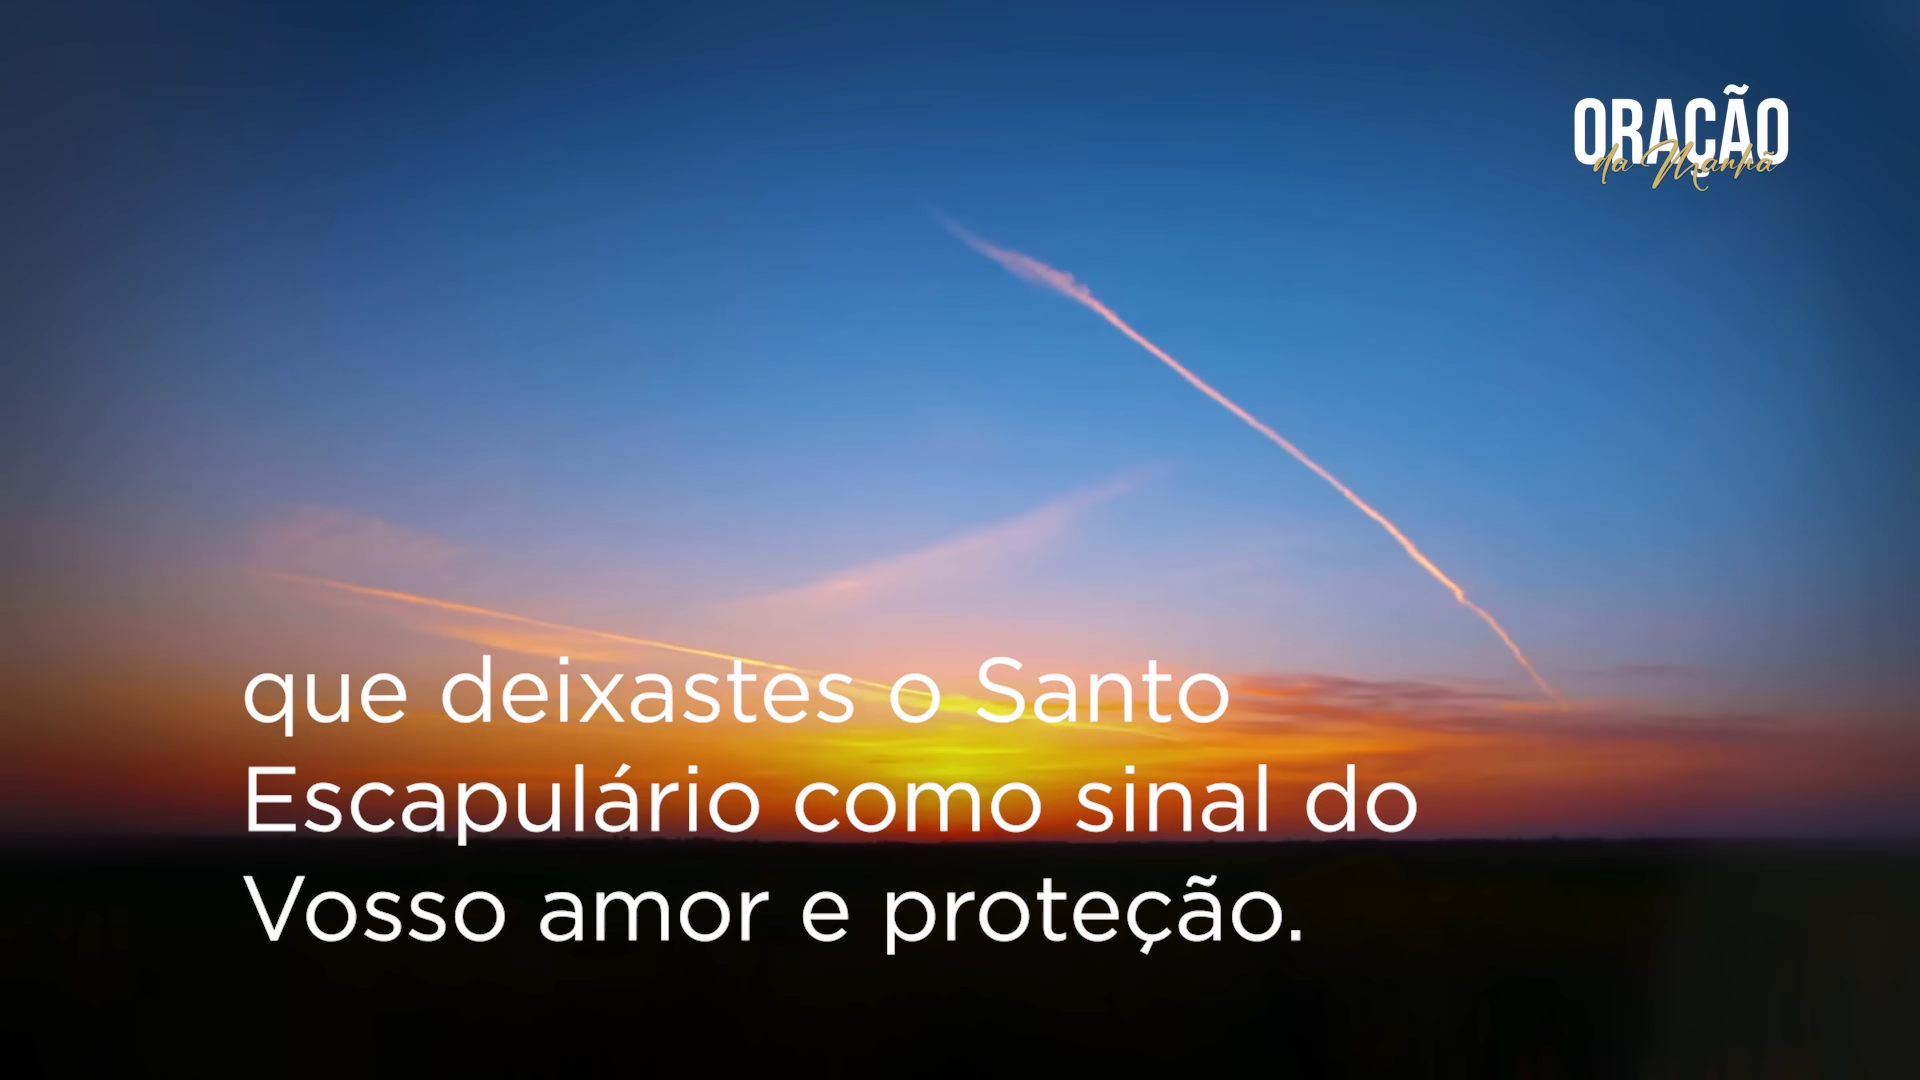 ORAÇÃO
da Manhã
que deixastes o Santo
Escapulário como sinal do
Vosso amor e proteção.